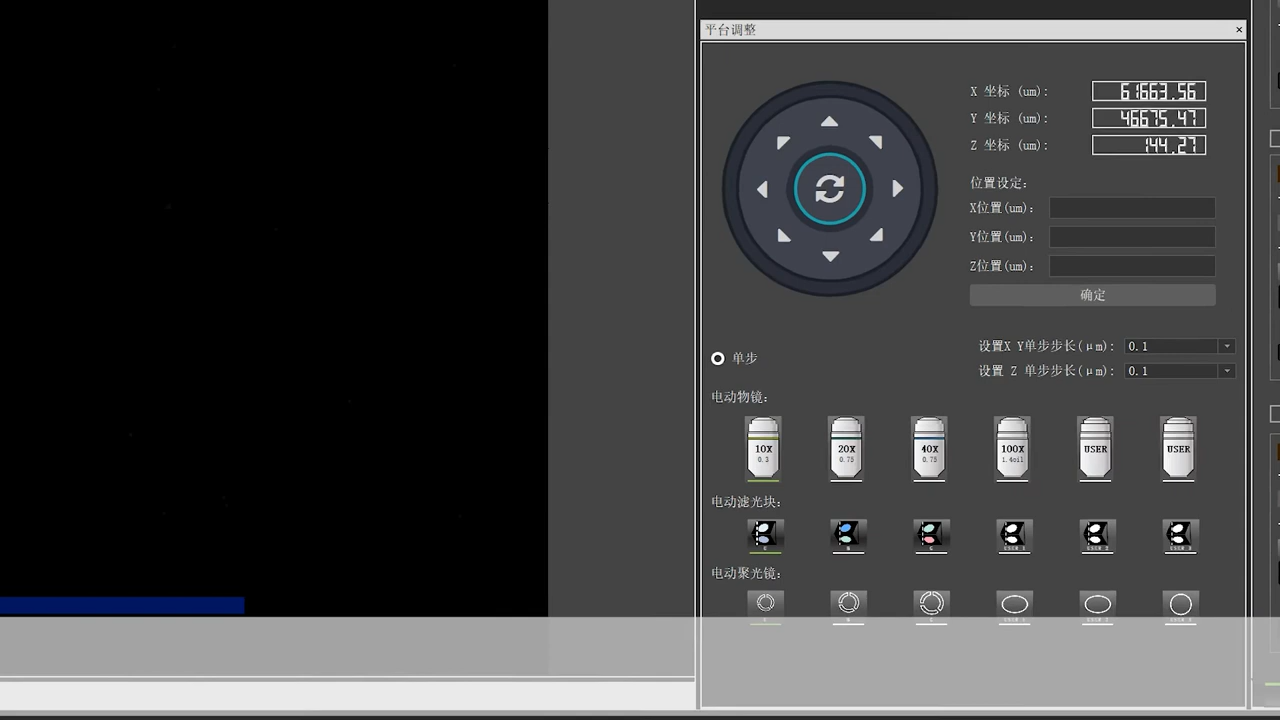 平台调整 ×
X 坐标 (um): 61663.56
Y 坐标 (um): 46675.47
Z 坐标 (um): 144.27
位置设定:
X位置(um):
Y位置(um):
Z位置(um):
确定
设置X Y单步步长(μm): 0.1
单步
设置 Z 单步步长(μm): 0.1
电动物镜:
10X 20X 40X 100X USER USER
0.3 0.75 0.75 1.4oil
电动滤光块:
电动聚光镜: